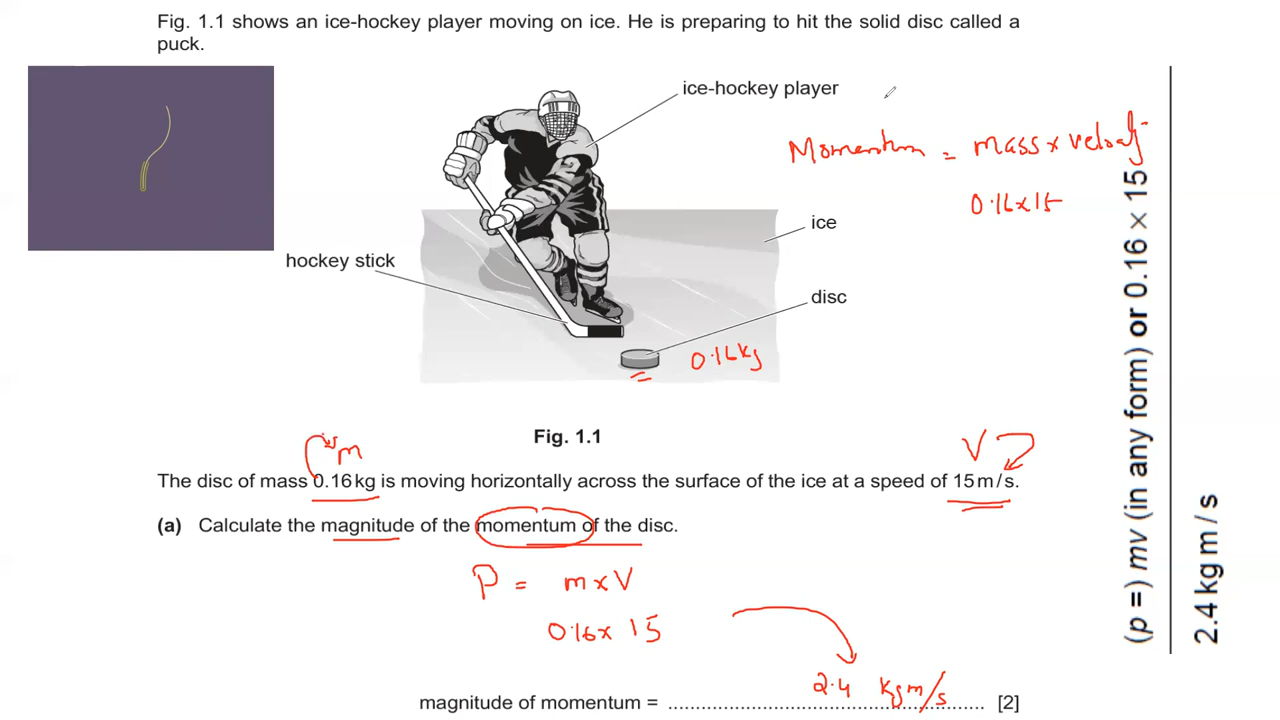 Fig. 1.1 shows an ice-hockey player moving on ice. He is preparing to hit the solid disc called a
puck.
ice-hockey player
Momentum = mass x velocity
0.16x15
ice
hockey stick
disc
0.16kg
Fig. 1.1
m
V
The disc of mass 0.16 kg is moving horizontally across the surface of the ice at a speed of 15 m/s.
(a) Calculate the magnitude of the momentum of the disc.
P = m x V
0.16x 15
2.4 kgm/s
magnitude of momentum = ............................................................ [2]
(p =) mv (in any form) or 0.16 × 15
2.4 kg m / s